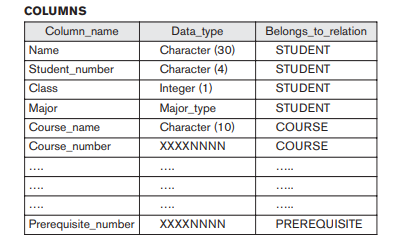 COLUMNS
Column_name Data_type Belongs_to_relation
Name Character (30) STUDENT
Student_number Character (4) STUDENT
Class Integer (1) STUDENT
Major Major_type STUDENT
Course_name Character (10) COURSE
Course_number XXXXNNNN COURSE
…. …. …..
…. …. …..
…. …. …..
Prerequisite_number XXXXNNNN PREREQUISITE